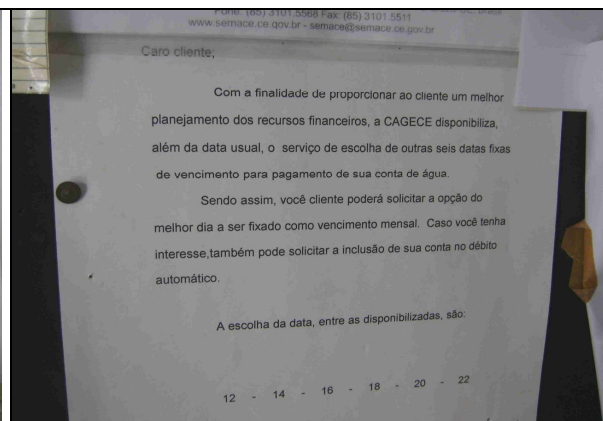 Fone: (85) 3101.5568 Fax: (85) 3101.5511
www.semace.ce.gov.br - semace@semace.ce.gov.br
Caro cliente,
Com a finalidade de proporcionar ao cliente um melhor
planejamento dos recursos financeiros, a CAGECE disponibiliza,
além da data usual, o serviço de escolha de outras seis datas fixas
de vencimento para pagamento de sua conta de água.
Sendo assim, você cliente poderá solicitar a opção do
melhor dia a ser fixado como vencimento mensal. Caso você tenha
interesse,também pode solicitar a inclusão de sua conta no débito
automático.
A escolha da data, entre as disponibilizadas, são:
12 - 14 - 16 - 18 - 20 - 22